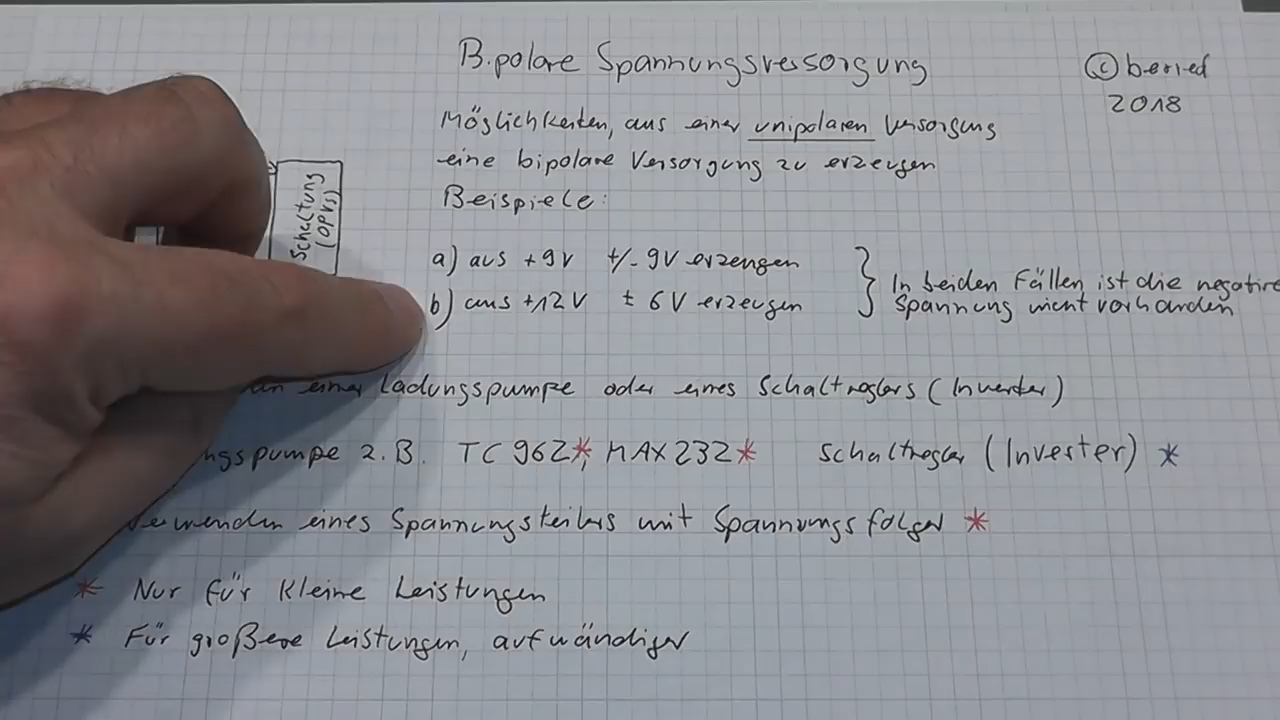 Bipolare Spannungsversorgung
© beried
2018
Möglichkeiten, aus einer unipolaren Versorgung
eine bipolare Versorgung zu erzeugen
Beispiele:
Schaltung
(OPVs)
a) aus +9V +/- 9V erzeugen
b) aus +12V ± 6V erzeugen
} In beiden Fällen ist die negative
Spannung nicht vorhanden
einer Ladungspumpe oder eines Schaltreglers (Inverter)
ngspumpe z.B. TC962*, MAX232* Schaltregler (Inverter) *
verwenden eines Spannungsteilers mit Spannungsfolger *
* Nur für kleine Leistungen
* Für größere Leistungen, aufwändiger